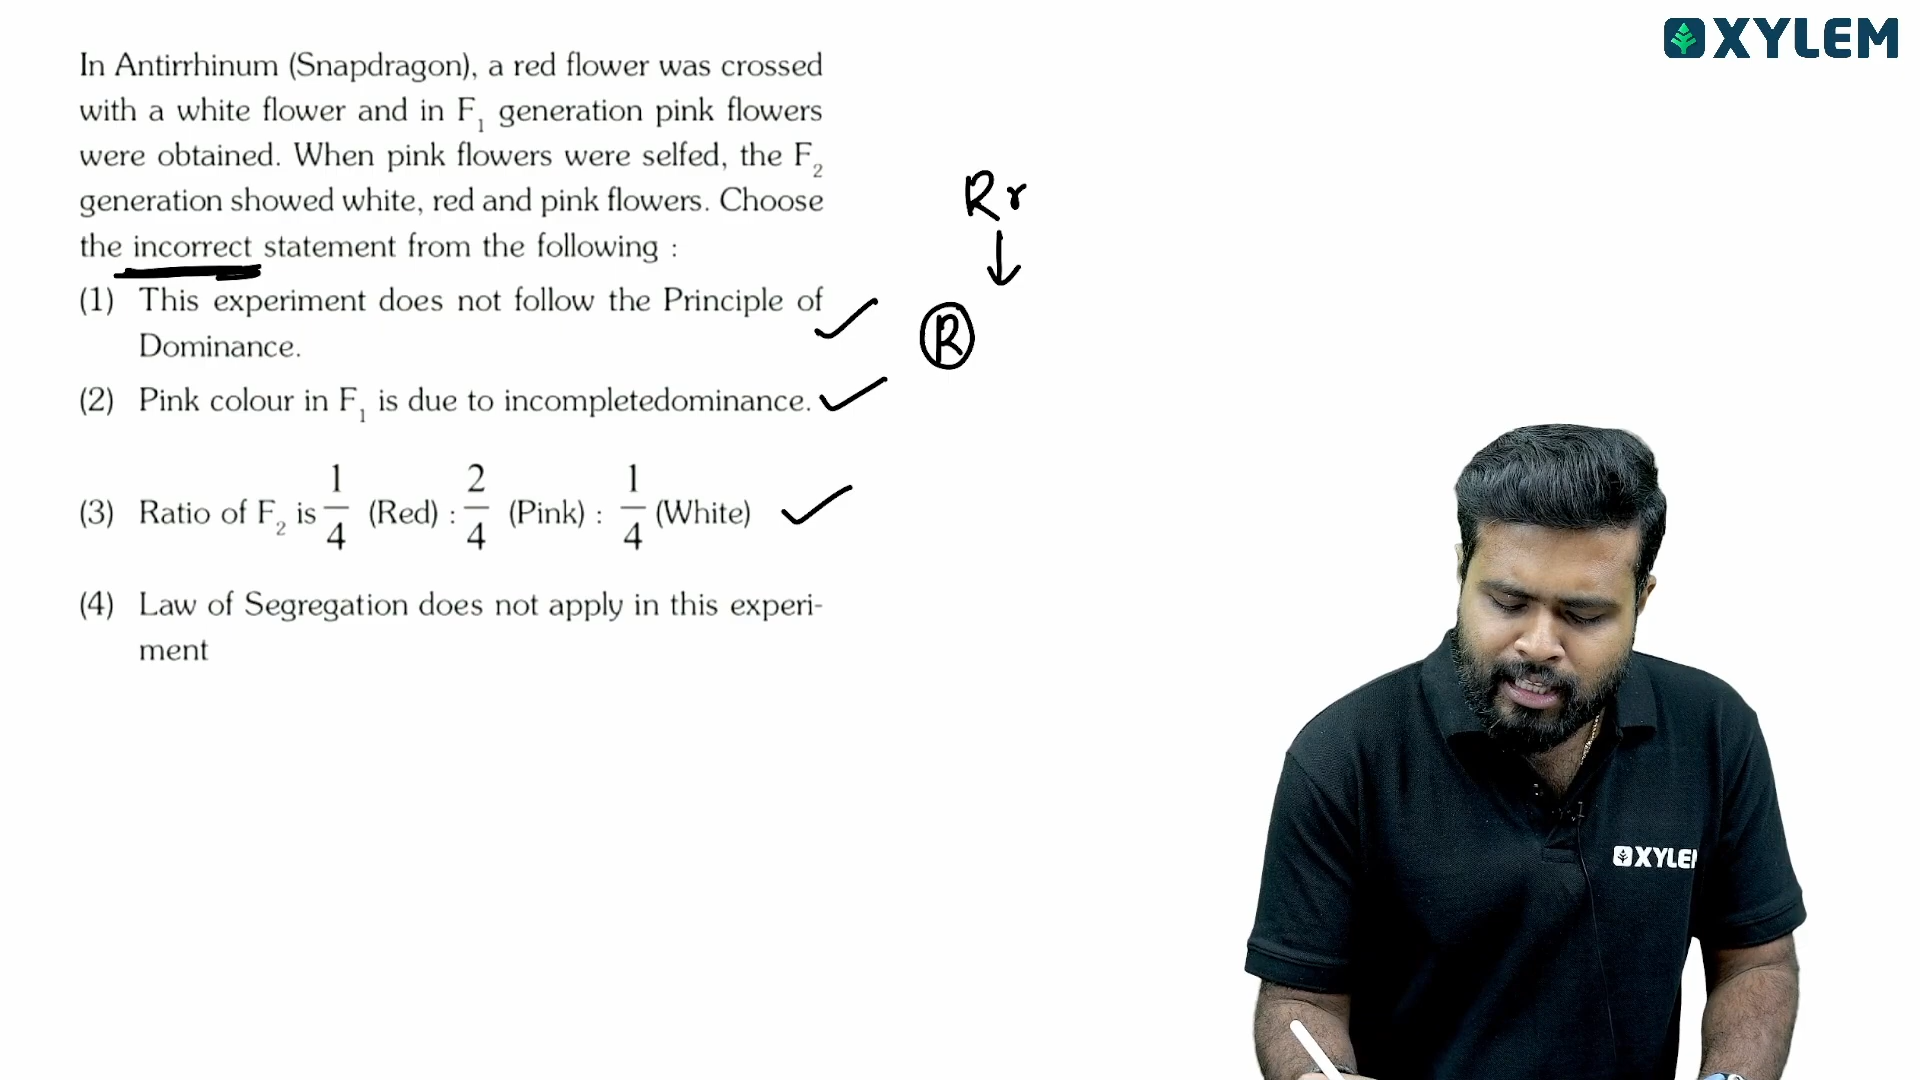 XYLEM
In Antirrhinum (Snapdragon), a red flower was crossed
with a white flower and in F₁ generation pink flowers
were obtained. When pink flowers were selfed, the F₂
generation showed white, red and pink flowers. Choose
the incorrect statement from the following :
(1) This experiment does not follow the Principle of
Dominance.
(2) Pink colour in F₁ is due to incompletedominance.
(3) Ratio of F₂ is 1/4 (Red) : 2/4 (Pink) : 1/4 (White)
(4) Law of Segregation does not apply in this experi-
ment
Rr
↓
R
XYLEM